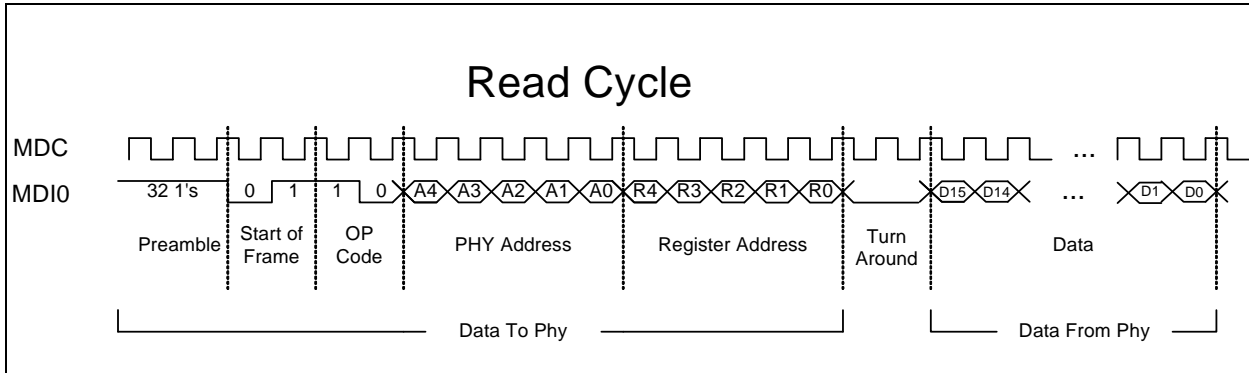 Read Cycle
MDC
...
MDI0
32 1's 0 1 1 0 A4 A3 A2 A1 A0 R4 R3 R2 R1 R0 D15 D14 ... D1 D0
Preamble
Start of
Frame
OP
Code
PHY Address
Register Address
Turn
Around
Data
Data To Phy
Data From Phy